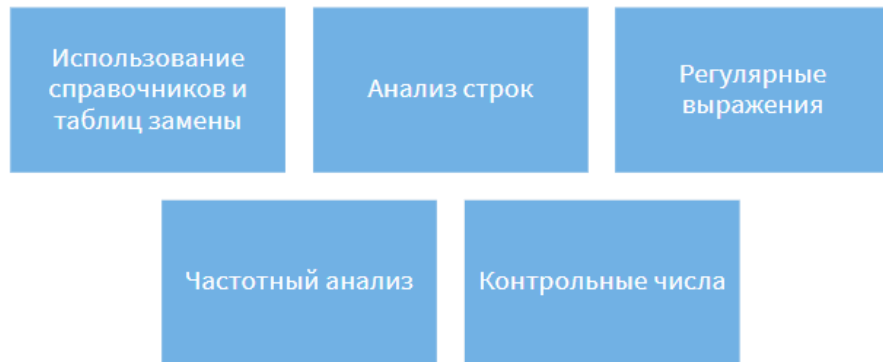 Использование
справочников и
таблиц замены
Анализ строк
Регулярные
выражения
Частотный анализ
Контрольные числа